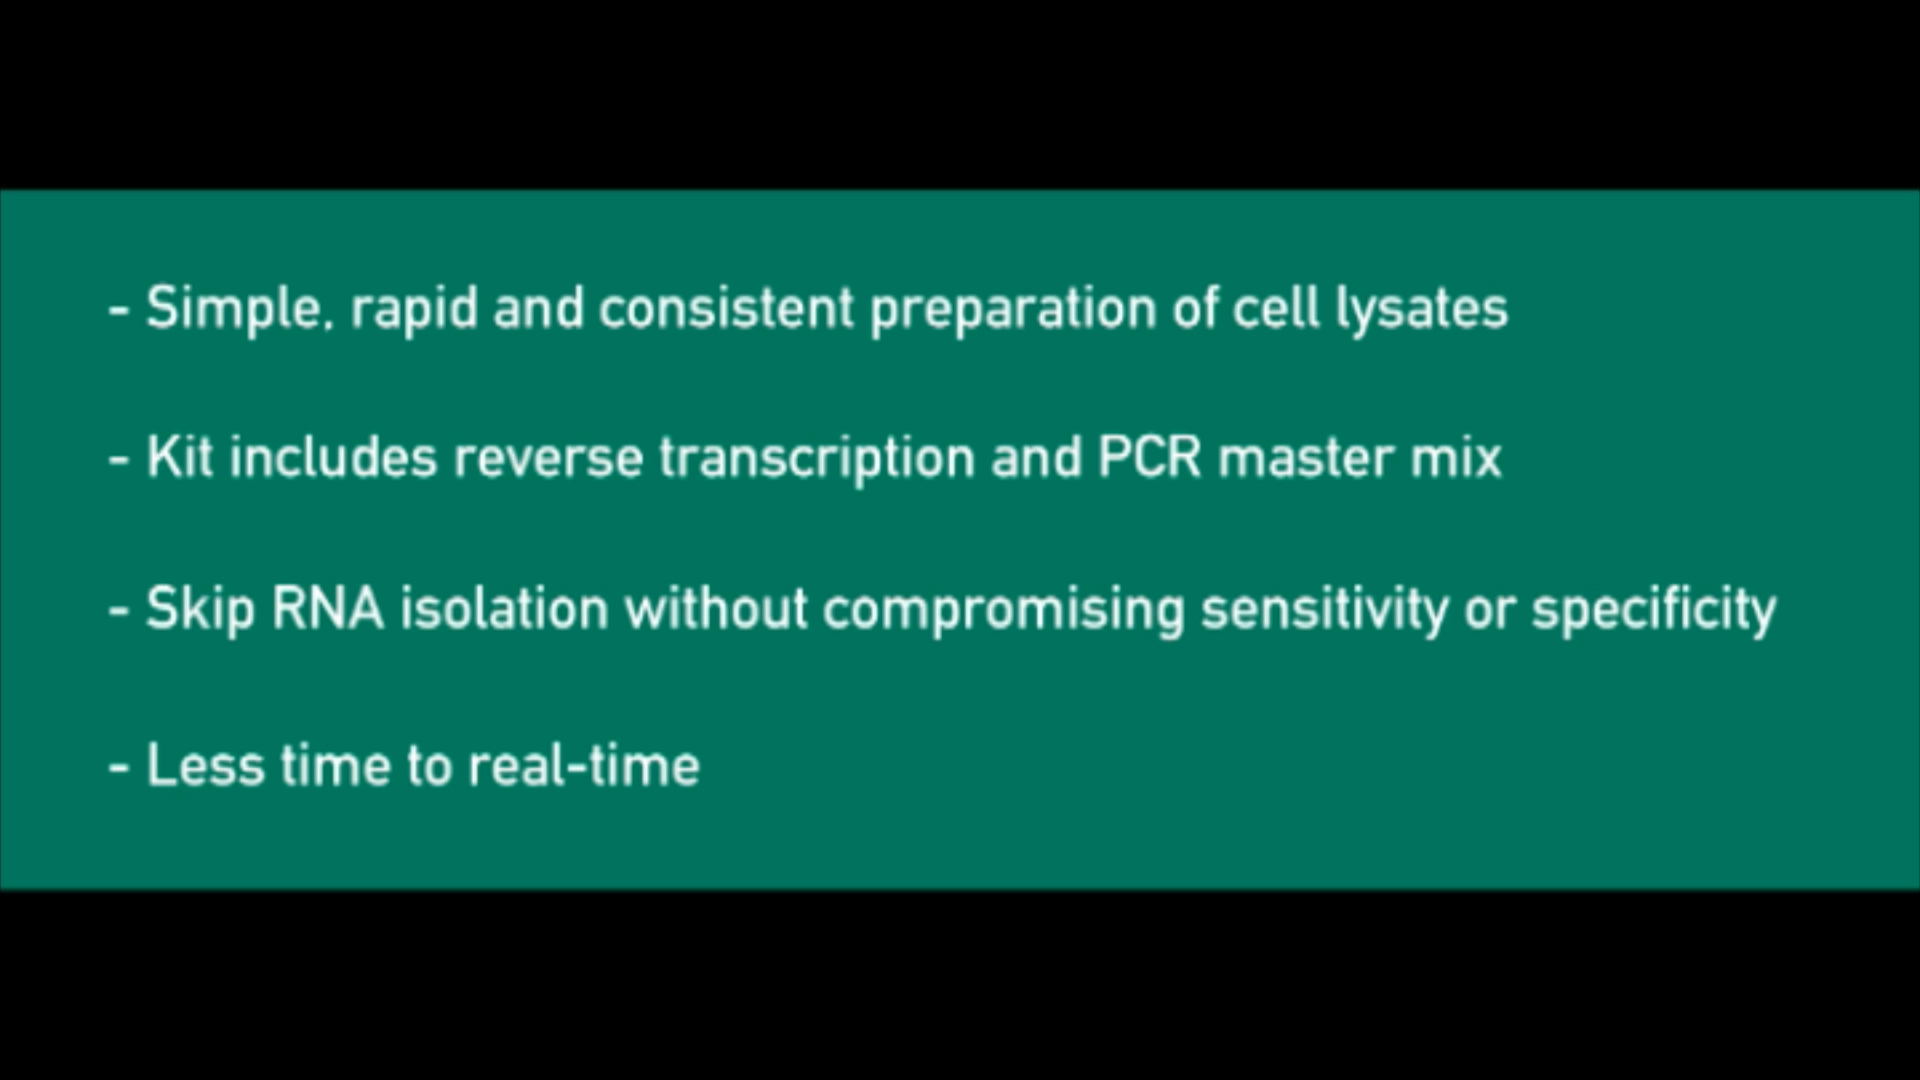 - Simple, rapid and consistent preparation of cell lysates
- Kit includes reverse transcription and PCR master mix
- Skip RNA isolation without compromising sensitivity or specificity
- Less time to real-time